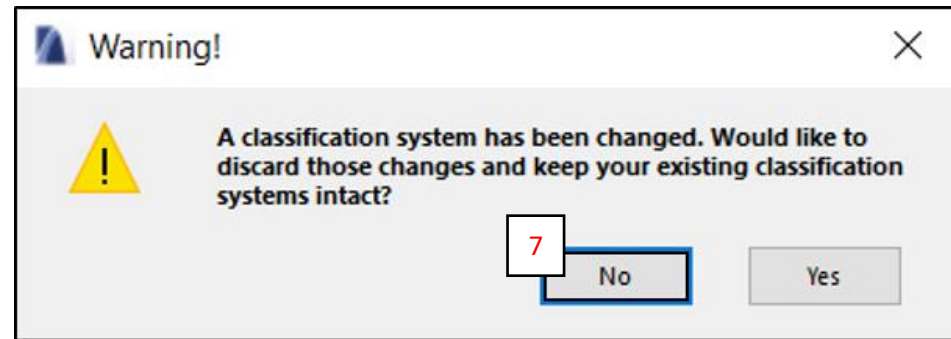 Warning!
A classification system has been changed. Would like to
discard those changes and keep your existing classification
systems intact?
7
No
Yes